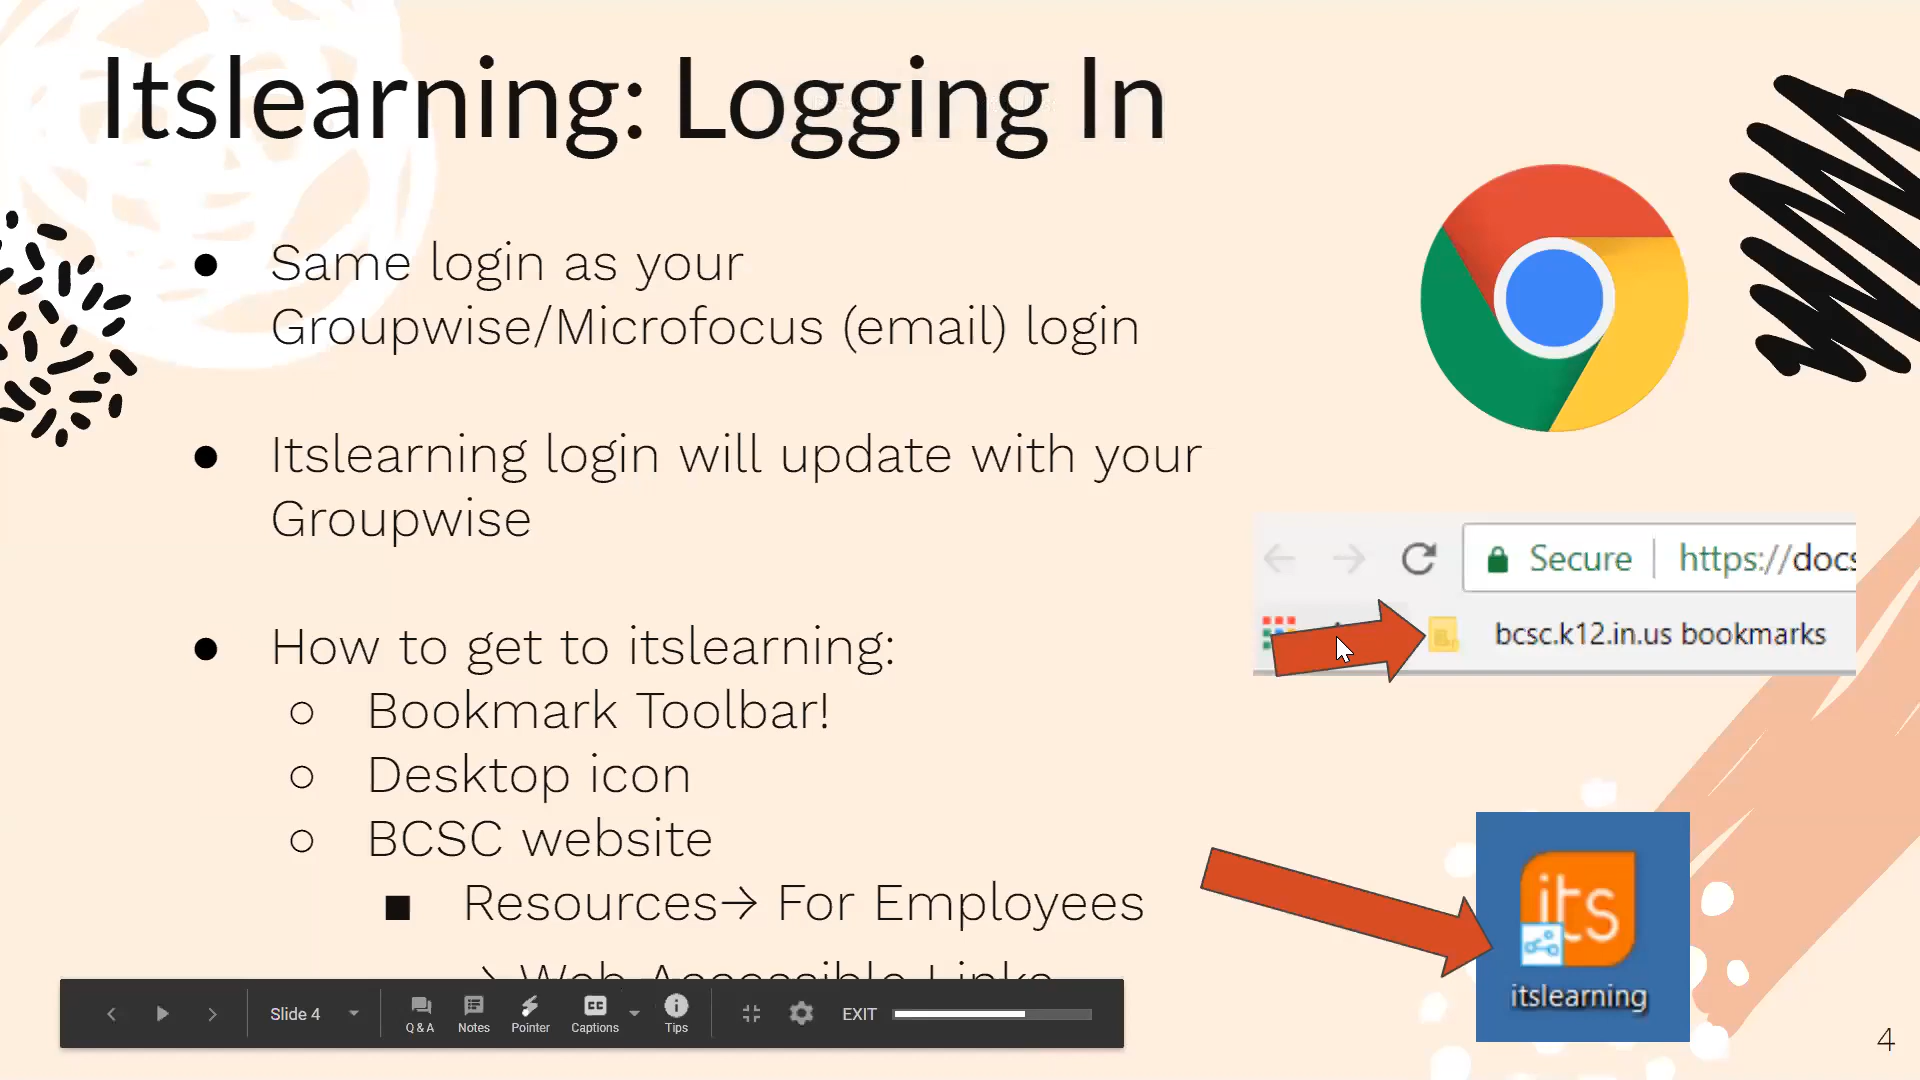 Itslearning: Logging In
● Same login as your
Groupwise/Microfocus (email) login
● Itslearning login will update with your
Groupwise
● How to get to itslearning:
○ Bookmark Toolbar!
○ Desktop icon
○ BCSC website
■ Resources→ For Employees
→ Web Accessible Links
Secure | https://docs
bcsc.k12.in.us bookmarks
its
itslearning
Slide 4
Q & A
Notes
Pointer
CC
Captions
Tips
EXIT
4